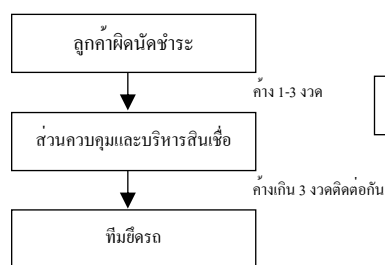 ลูกค้าผิดนัดชำระ
ค้าง 1-3 งวด
ส่วนควบคุมและบริหารสินเชื่อ
ค้างเกิน 3 งวดติดต่อกัน
ทีมยึดรถ